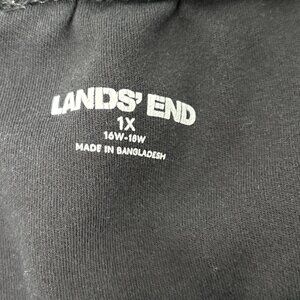 LANDS' END
1X
16W-18W
MADE IN BANGLADESH